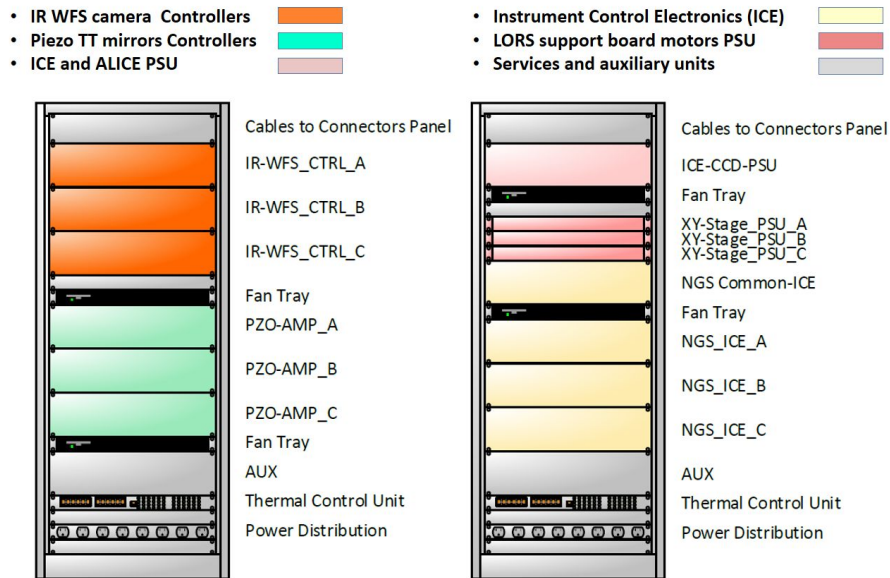 • IR WFS camera Controllers
• Piezo TT mirrors Controllers
• ICE and ALICE PSU
• Instrument Control Electronics (ICE)
• LORS support board motors PSU
• Services and auxiliary units
Cables to Connectors Panel
IR-WFS_CTRL_A
IR-WFS_CTRL_B
IR-WFS_CTRL_C
Fan Tray
PZO-AMP_A
PZO-AMP_B
PZO-AMP_C
Fan Tray
AUX
Thermal Control Unit
Power Distribution
Cables to Connectors Panel
ICE-CCD-PSU
Fan Tray
XY-Stage_PSU_A
XY-Stage_PSU_B
XY-Stage_PSU_C
NGS Common-ICE
Fan Tray
NGS_ICE_A
NGS_ICE_B
NGS_ICE_C
AUX
Thermal Control Unit
Power Distribution